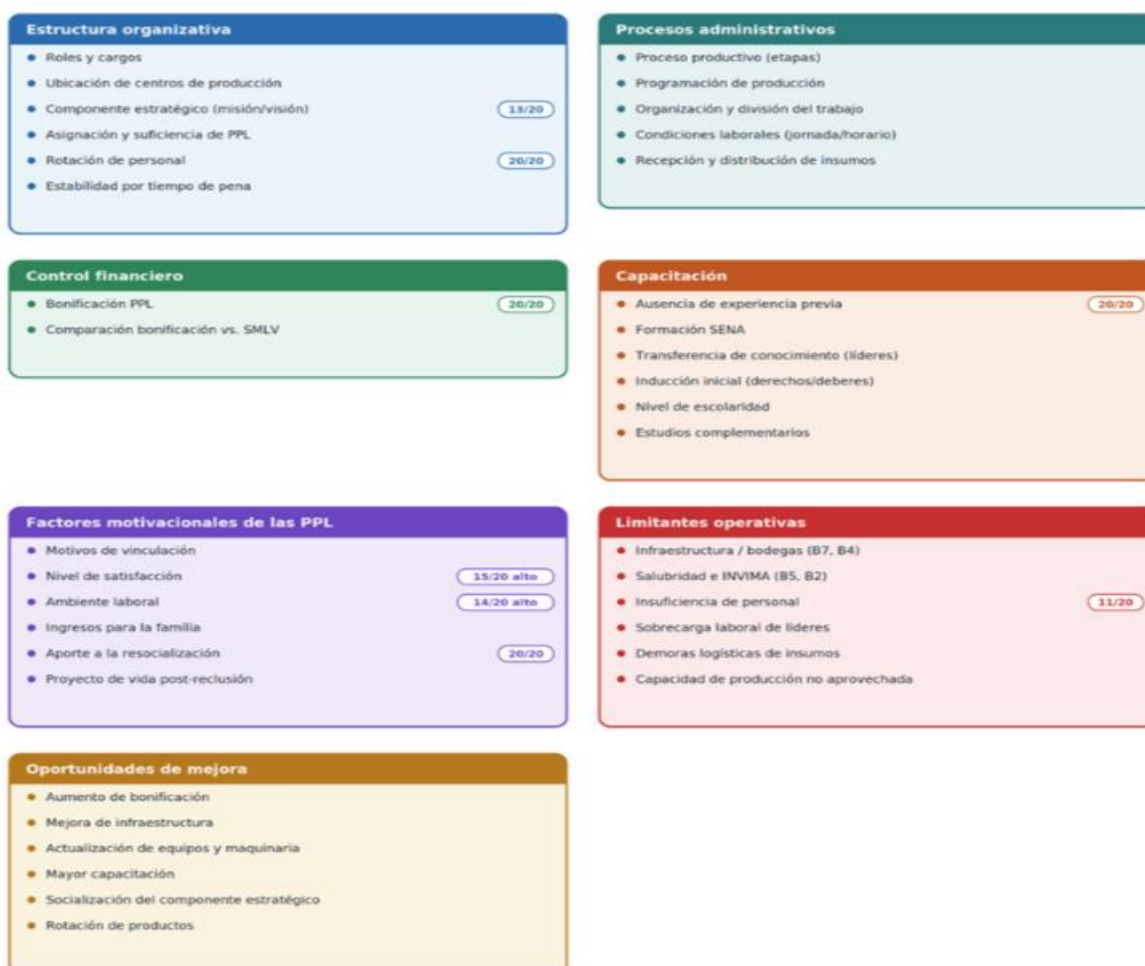 Estructura organizativa
Roles y cargos
Ubicación de centros de producción
Componente estratégico (misión/visión) 13/20
Asignación y suficiencia de PPL
Rotación de personal 20/20
Estabilidad por tiempo de pena
Procesos administrativos
Proceso productivo (etapas)
Programación de producción
Organización y división del trabajo
Condiciones laborales (jornada/horario)
Recepción y distribución de insumos
Control financiero
Bonificación PPL 20/20
Comparación bonificación vs. SMLV
Capacitación
Ausencia de experiencia previa 20/20
Formación SENA
Transferencia de conocimiento (líderes)
Inducción inicial (derechos/deberes)
Nivel de escolaridad
Estudios complementarios
Factores motivacionales de las PPL
Motivos de vinculación
Nivel de satisfacción 15/20 alto
Ambiente laboral 14/20 alto
Ingresos para la familia
Aporte a la resocialización 20/20
Proyecto de vida post-reclusión
Limitantes operativas
Infraestructura / bodegas (B7, B4)
Salubridad e INVIMA (B5, B2)
Insuficiencia de personal 11/20
Sobrecarga laboral de líderes
Demoras logísticas de insumos
Capacidad de producción no aprovechada
Oportunidades de mejora
Aumento de bonificación
Mejora de infraestructura
Actualización de equipos y maquinaria
Mayor capacitación
Socialización del componente estratégico
Rotación de productos